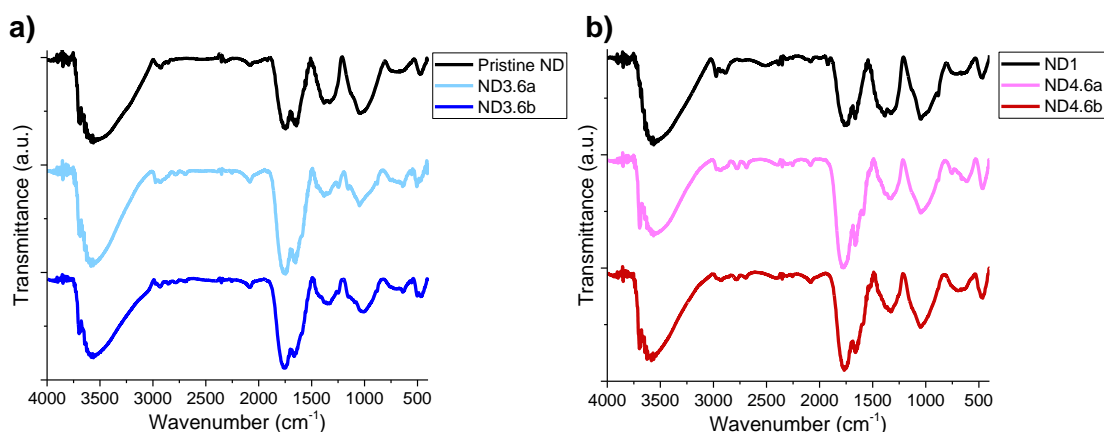 a)
Transmittance (a.u.)
Pristine ND
ND3.6a
ND3.6b
4000 3500 3000 2500 2000 1500 1000 500
Wavenumber (cm-1)
b)
Transmittance (a.u.)
ND1
ND4.6a
ND4.6b
4000 3500 3000 2500 2000 1500 1000 500
Wavenumber (cm-1)